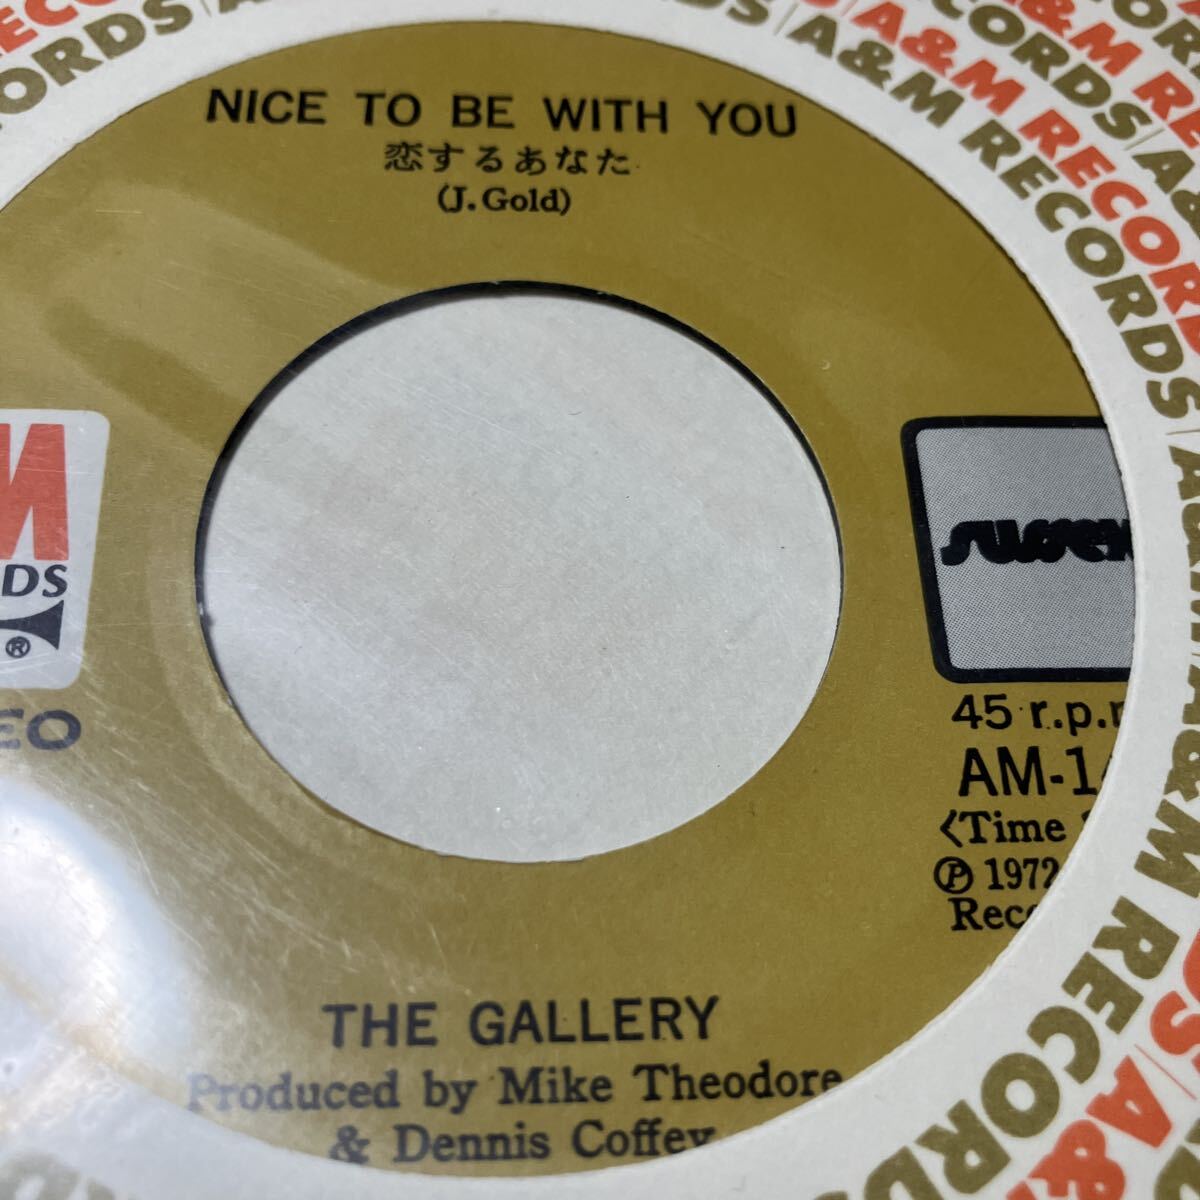 NICE TO BE WITH YOU
恋するあなた
(J. Gold)
sussex
®
45 r.p.
AM-1
<Time
Ⓟ 1972
THE GALLERY
Produced by Mike Theodore
& Dennis Coffey
A&M RECORDS
A&M RECORDS
A&M RECORDS